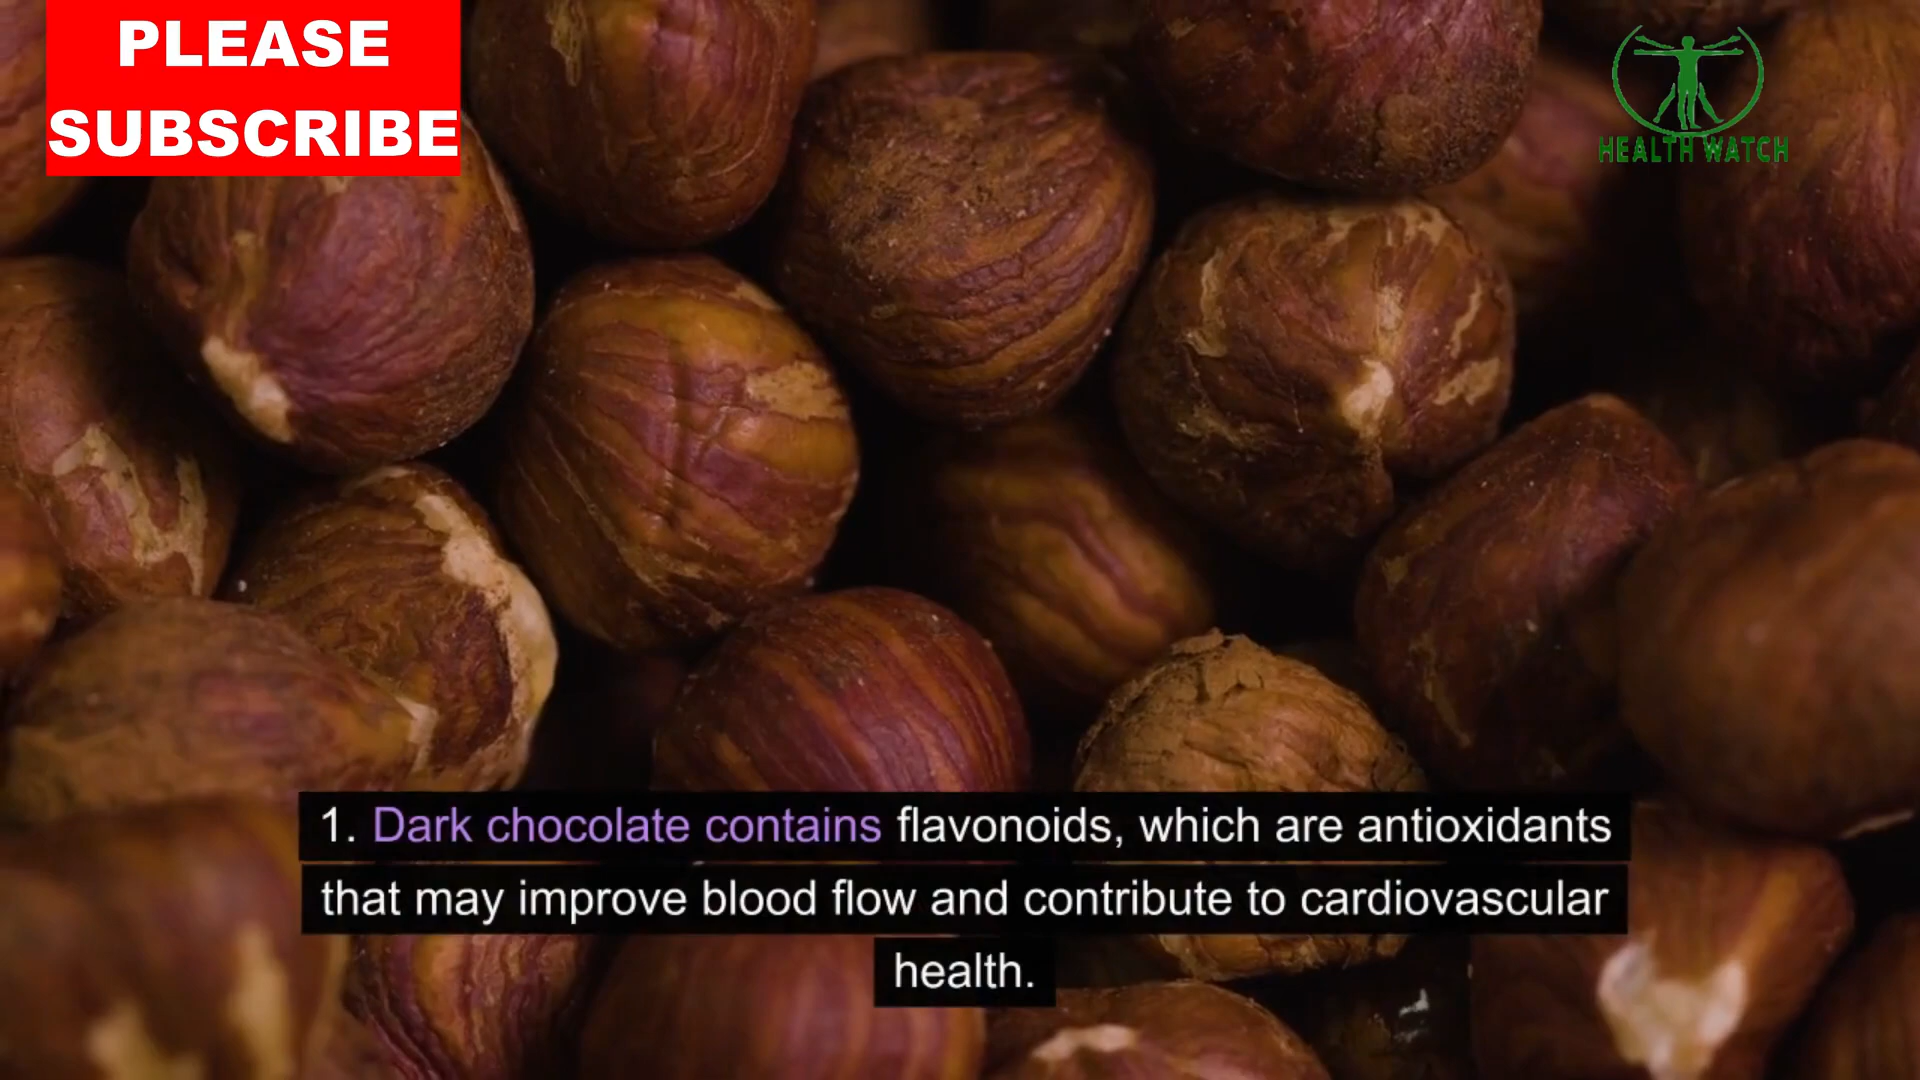 PLEASE
SUBSCRIBE
HEALTH WATCH
1. Dark chocolate contains flavonoids, which are antioxidants
that may improve blood flow and contribute to cardiovascular
health.